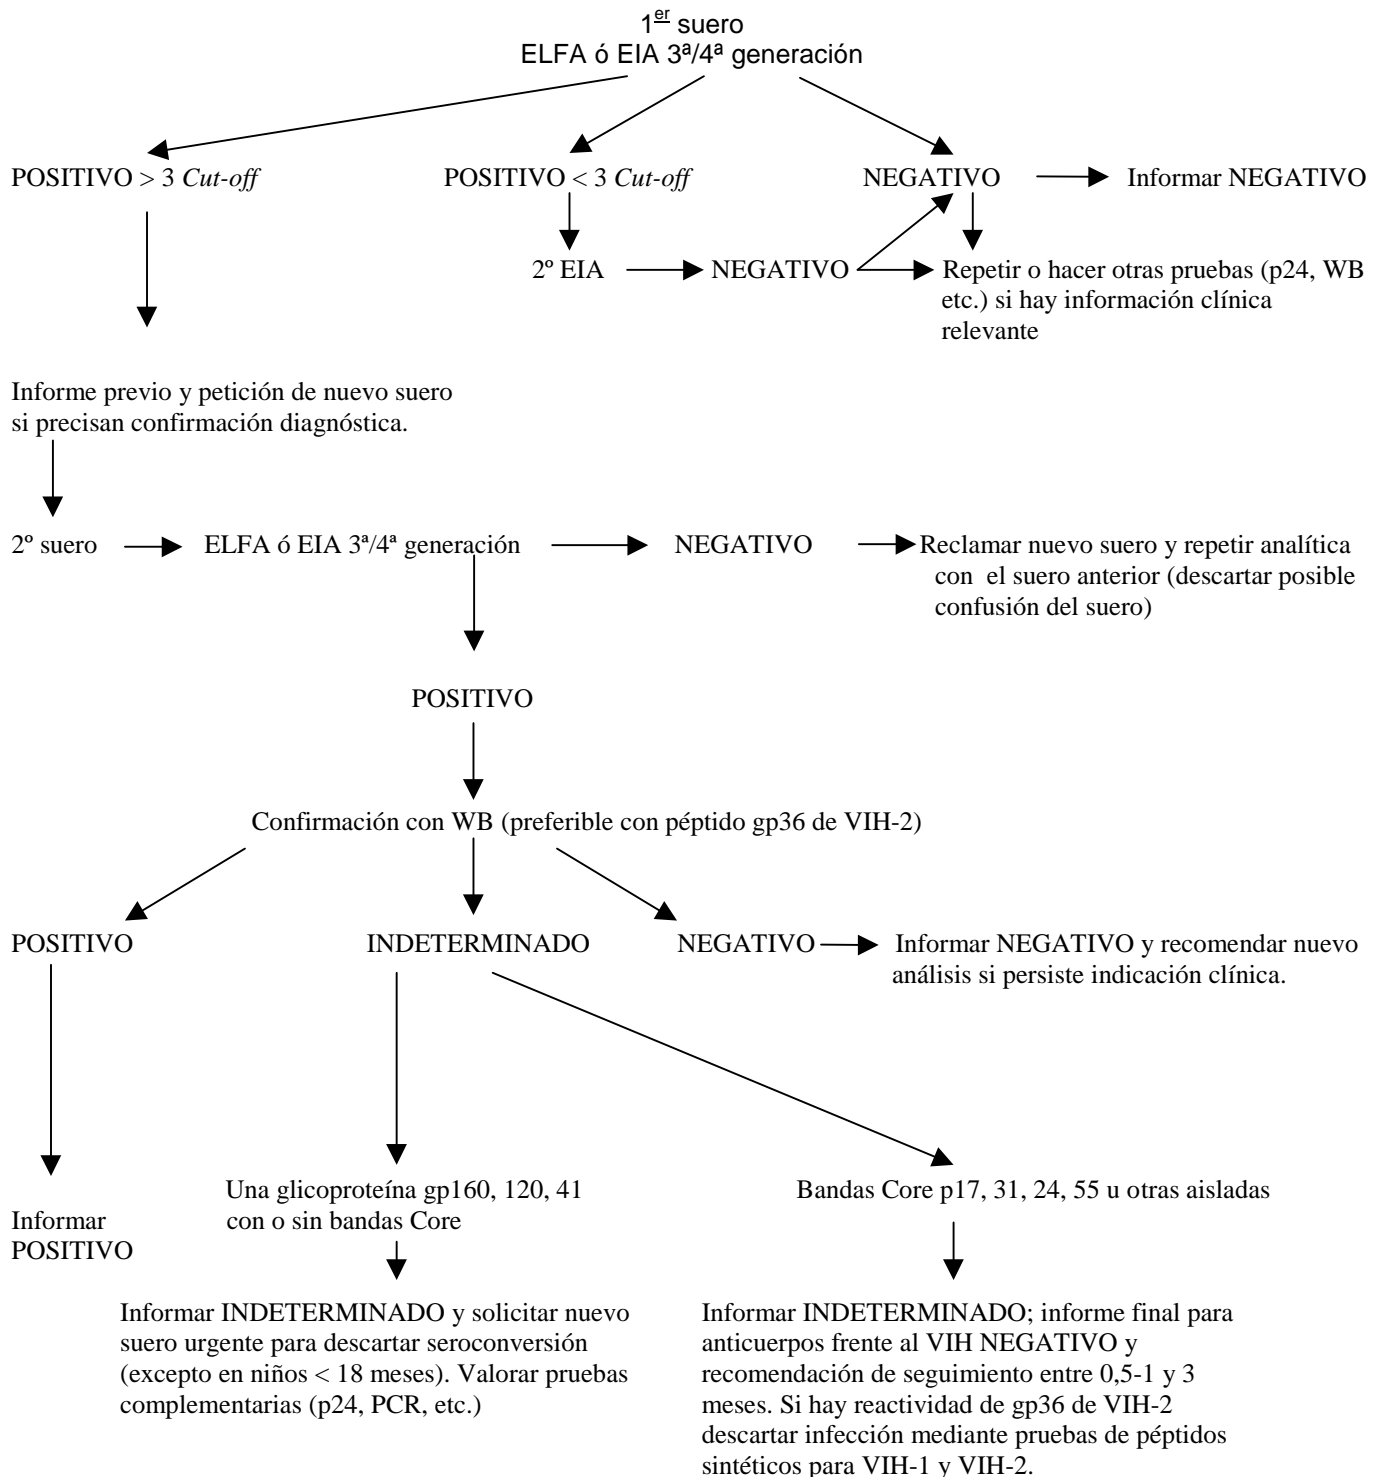 1er suero
ELFA ó EIA 3ª/4ª generación
POSITIVO > 3 Cut-off
POSITIVO < 3 Cut-off
NEGATIVO
Informar NEGATIVO
2º EIA
NEGATIVO
Repetir o hacer otras pruebas (p24, WB
etc.) si hay información clínica
relevante
Informe previo y petición de nuevo suero
si precisan confirmación diagnóstica.
2º suero
ELFA ó EIA 3ª/4ª generación
NEGATIVO
Reclamar nuevo suero y repetir analítica
con el suero anterior (descartar posible
confusión del suero)
POSITIVO
Confirmación con WB (preferible con péptido gp36 de VIH-2)
POSITIVO
INDETERMINADO
NEGATIVO
Informar NEGATIVO y recomendar nuevo
análisis si persiste indicación clínica.
Informar
POSITIVO
Una glicoproteína gp160, 120, 41
con o sin bandas Core
Bandas Core p17, 31, 24, 55 u otras aisladas
Informar INDETERMINADO y solicitar nuevo
suero urgente para descartar seroconversión
(excepto en niños < 18 meses). Valorar pruebas
complementarias (p24, PCR, etc.)
Informar INDETERMINADO; informe final para
anticuerpos frente al VIH NEGATIVO y
recomendación de seguimiento entre 0,5-1 y 3
meses. Si hay reactividad de gp36 de VIH-2
descartar infección mediante pruebas de péptidos
sintéticos para VIH-1 y VIH-2.